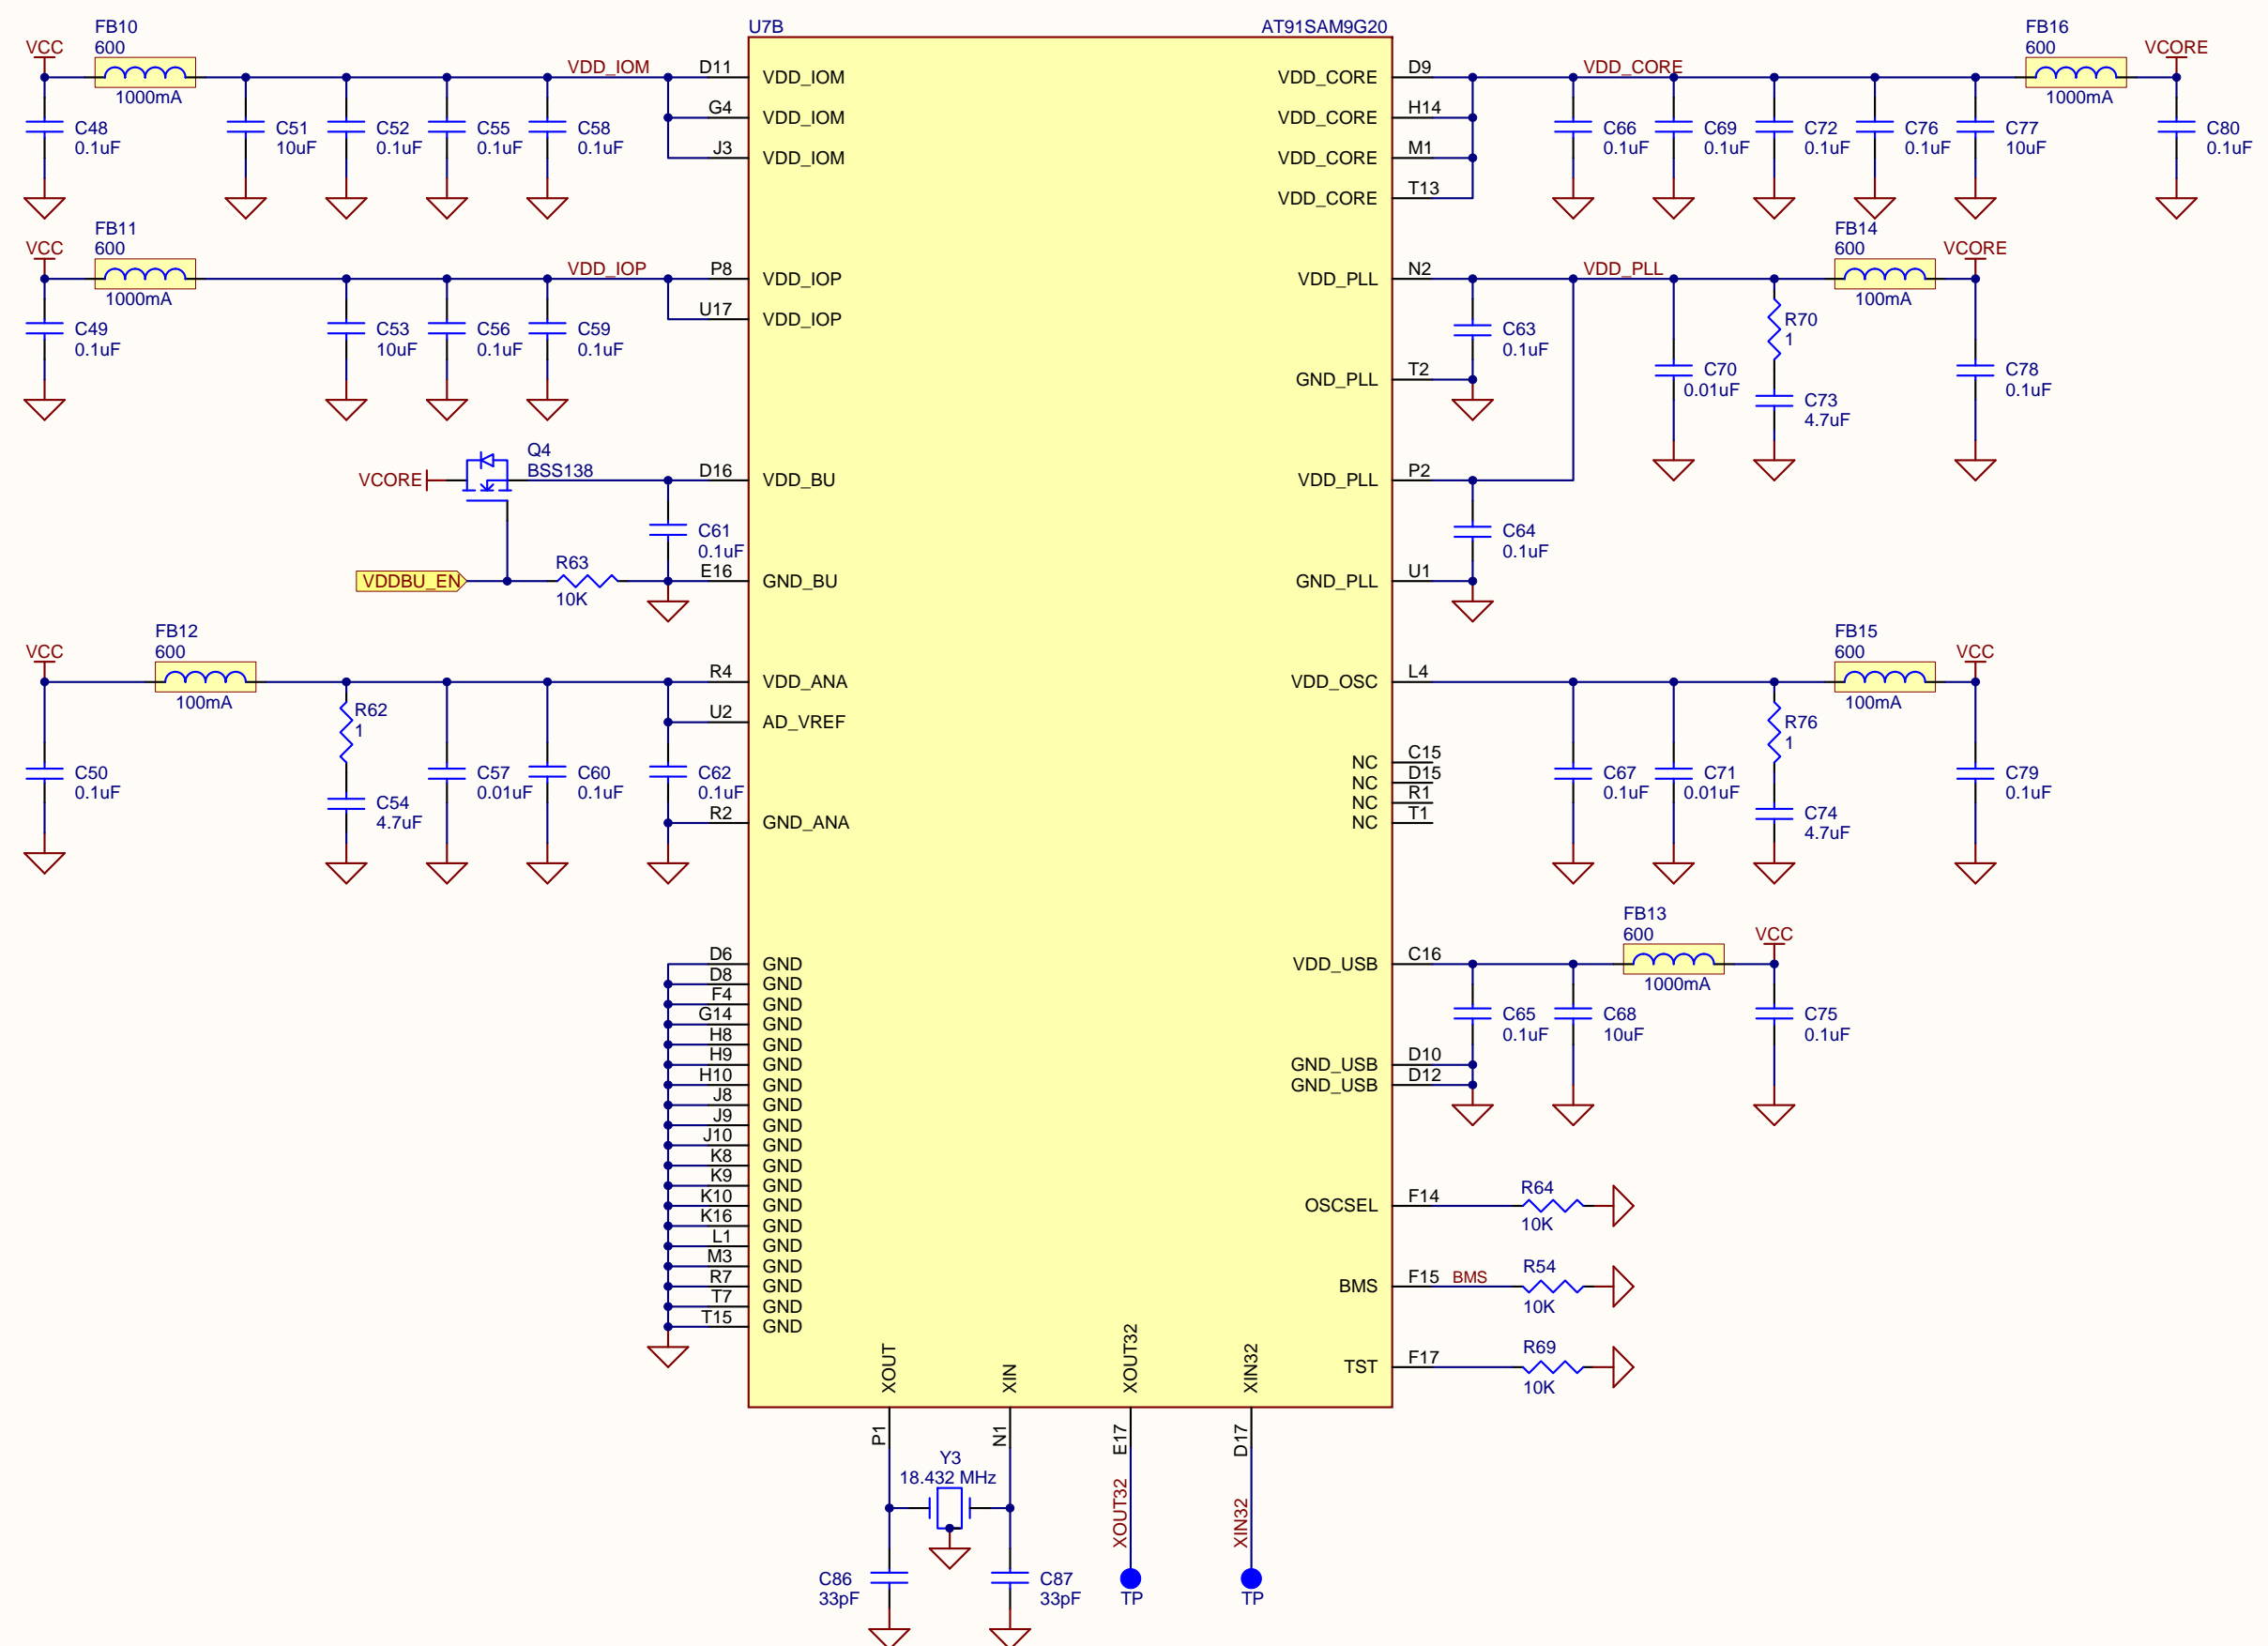 U7B
AT91SAM9G20
FB10
600
VCC
1000mA
VDD_IOM
C48
0.1uF
C51
10uF
C52
0.1uF
C55
0.1uF
C58
0.1uF
D11
VDD_IOM
G4
VDD_IOM
J3
VDD_IOM
FB11
600
VCC
1000mA
VDD_IOP
C49
0.1uF
C53
10uF
C56
0.1uF
C59
0.1uF
P8
VDD_IOP
U17
VDD_IOP
Q4
BSS138
VCORE
D16
VDD_BU
C61
0.1uF
R63
10K
VDDBU_EN
E16
GND_BU
FB12
600
VCC
100mA
R62
1
C50
0.1uF
C54
4.7uF
C57
0.01uF
C60
0.1uF
C62
0.1uF
R4
VDD_ANA
U2
AD_VREF
R2
GND_ANA
D6
GND
D8
GND
F4
GND
G14
GND
H8
GND
H9
GND
H10
GND
J8
GND
J9
GND
J10
GND
K8
GND
K9
GND
K10
GND
K16
GND
L1
GND
M3
GND
R7
GND
T7
GND
T15
GND
VDD_CORE
D9
VDD_CORE
H14
VDD_CORE
M1
VDD_CORE
T13
VDD_CORE
FB16
600
VCORE
1000mA
C66
0.1uF
C69
0.1uF
C72
0.1uF
C76
0.1uF
C77
10uF
C80
0.1uF
VDD_PLL
N2
VDD_PLL
FB14
600
VCORE
100mA
C63
0.1uF
R70
1
C70
0.01uF
C73
4.7uF
C78
0.1uF
GND_PLL
T2
VDD_PLL
P2
C64
0.1uF
GND_PLL
U1
VDD_OSC
L4
FB15
600
VCC
100mA
R76
1
C67
0.1uF
C71
0.01uF
C74
4.7uF
C79
0.1uF
NC
C15
NC
D15
NC
R1
NC
T1
VDD_USB
C16
FB13
600
VCC
1000mA
C65
0.1uF
C68
10uF
C75
0.1uF
GND_USB
D10
GND_USB
D12
OSCSEL
F14
R64
10K
BMS
F15
BMS
R54
10K
TST
F17
R69
10K
XOUT
XIN
XOUT32
XIN32
P1
N1
E17
D17
Y3
18.432 MHz
XOUT32
XIN32
C86
33pF
C87
33pF
TP
TP